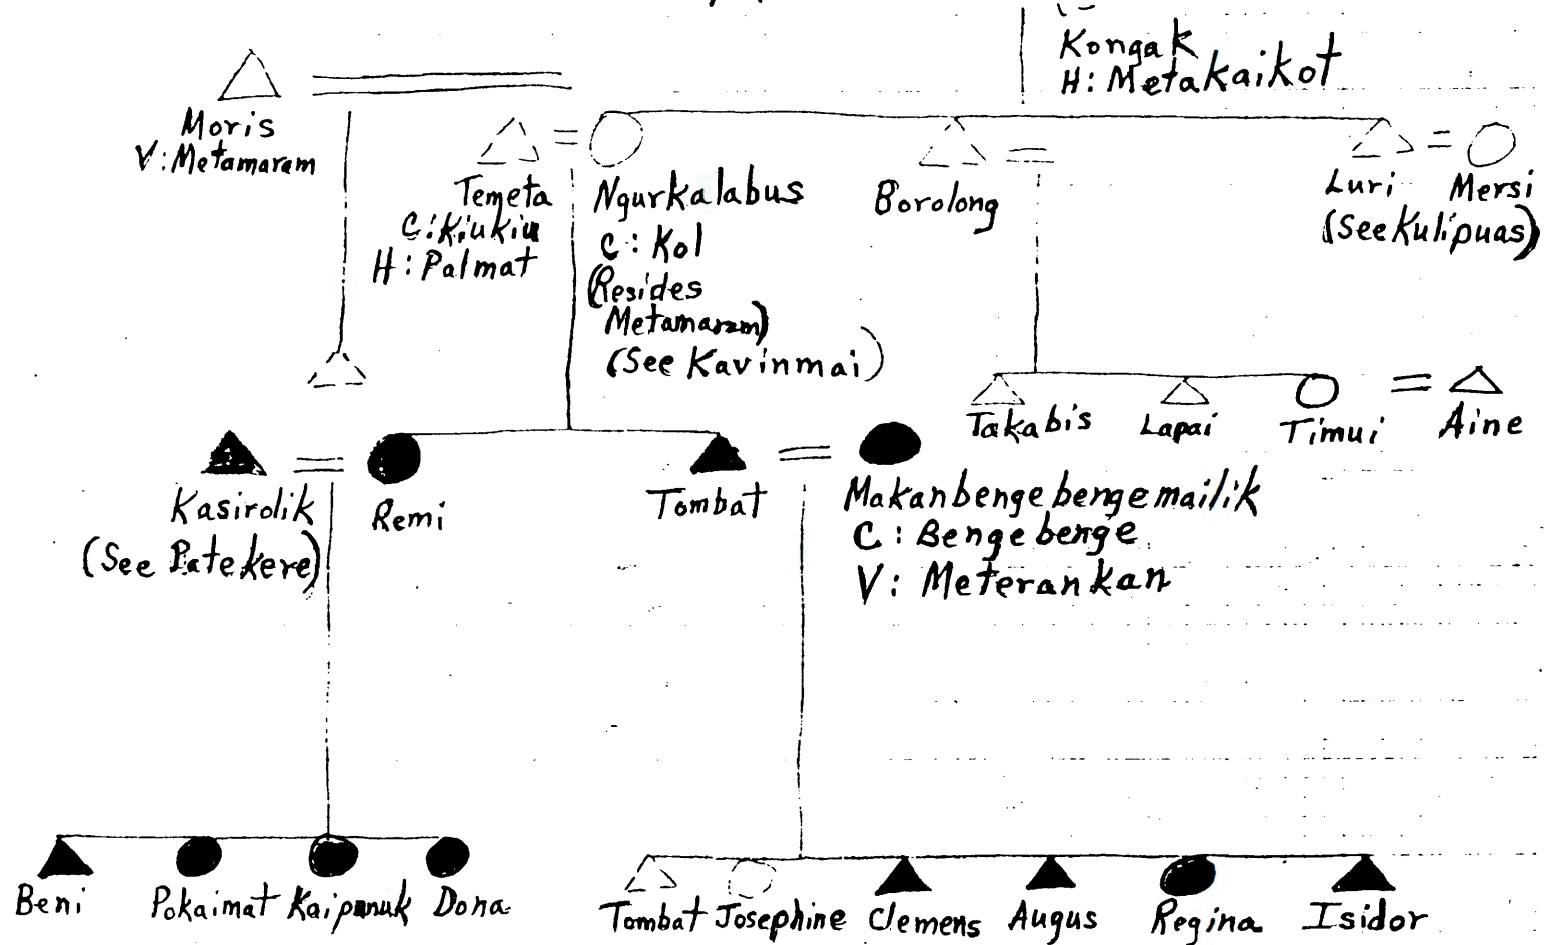 Kongak
H: Metakaikot
Moris
V: Metamaram
Temeta
C: Kiukiu
H: Palmat
Ngurkalabus
C: Kol
(Resides
Metamaram)
(See Kavinmai)
Borolong
Luri
Mersi
(See Kulipuas)
Takabis
Lapai
Timui
Aine
Kasirolik
(See Patekere)
Remi
Tombat
Makanbengebengemailik
C: Bengebenge
V: Meterankan
Beni
Pokaimat
Kaipunuk
Dona
Tombat
Josephine
Clemens
Augus
Regina
Isidor